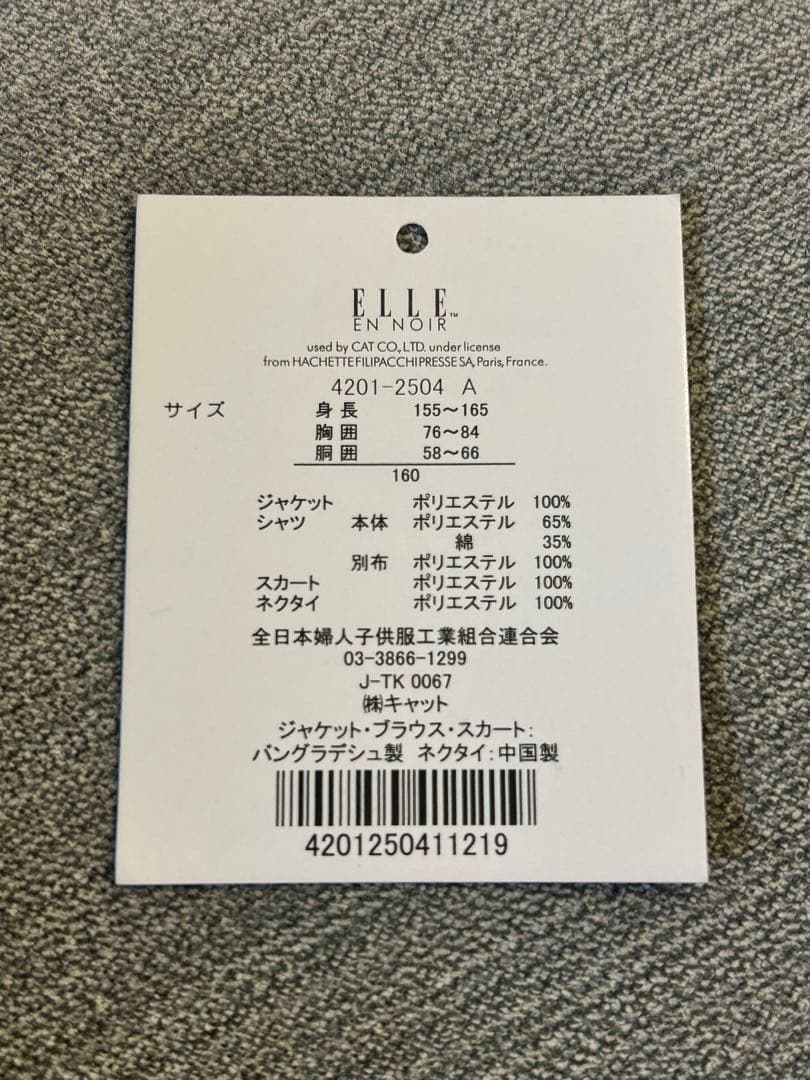 ELLE™
EN NOIR
used by CAT CO.,LTD. under license
from HACHETTE FILIPACCHI PRESSE SA, Paris, France.
4201-2504 A
サイズ 身長 155～165
胸囲 76～84
胴囲 58～66
160
ジャケット ポリエステル 100%
シャツ 本体 ポリエステル 65%
綿 35%
別布 ポリエステル 100%
スカート ポリエステル 100%
ネクタイ ポリエステル 100%
全日本婦人子供服工業組合連合会
03-3866-1299
J-TK 0067
㈱キャット
ジャケット・ブラウス・スカート：
バングラデシュ製 ネクタイ：中国製
4201250411219